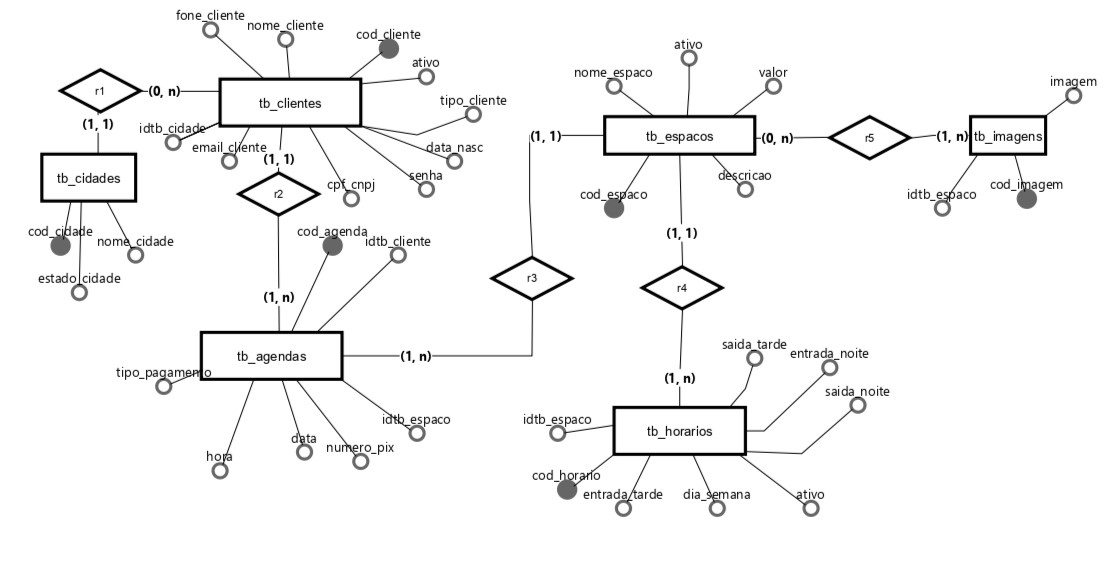 fone_cliente
nome_cliente
cod_cliente
ativo
tipo_cliente
data_nasc
senha
cpf_cnpj
email_cliente
idtb_cidade
tb_clientes
r1
(0, n)
(1, 1)
tb_cidades
cod_cidade
nome_cidade
estado_cidade
(1, 1)
r2
(1, n)
cod_agenda
idtb_cliente
tb_agendas
tipo_pagamento
hora
data
numero_pix
idtb_espaco
(1, n)
r3
(1, 1)
ativo
nome_espaco
valor
tb_espacos
cod_espaco
descricao
(0, n)
r5
(1, n)
tb_imagens
imagem
idtb_espaco
cod_imagem
(1, 1)
r4
(1, n)
saida_tarde
entrada_noite
saida_noite
idtb_espaco
tb_horarios
cod_horario
entrada_tarde
dia_semana
ativo